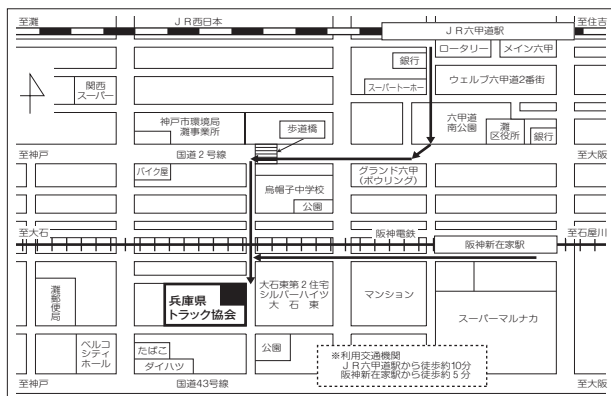 至灘
JR西日本
JR六甲道駅
至住吉
ロータリー
メイン六甲
銀行
関西
スーパー
スーパートーホー
ウェルブ六甲道2番街
神戸市環境局
灘事業所
歩道橋
六甲道
南公園
灘
区役所
銀行
至神戸
国道２号線
至大阪
バイク屋
烏帽子中学校
グランド六甲
(ボウリング)
公園
至大石
阪神電鉄
阪神新在家駅
至石屋川
灘郵便局
兵庫県
トラック協会
大石東第２住宅
シルバーハイツ
大石東
マンション
スーパーマルナカ
ベルコ
シティ
ホール
たばこ
ダイハツ
公園
※利用交通機関
ＪＲ六甲道駅から徒歩約10分
阪神新在家駅から徒歩約５分
至神戸
国道43号線
至大阪